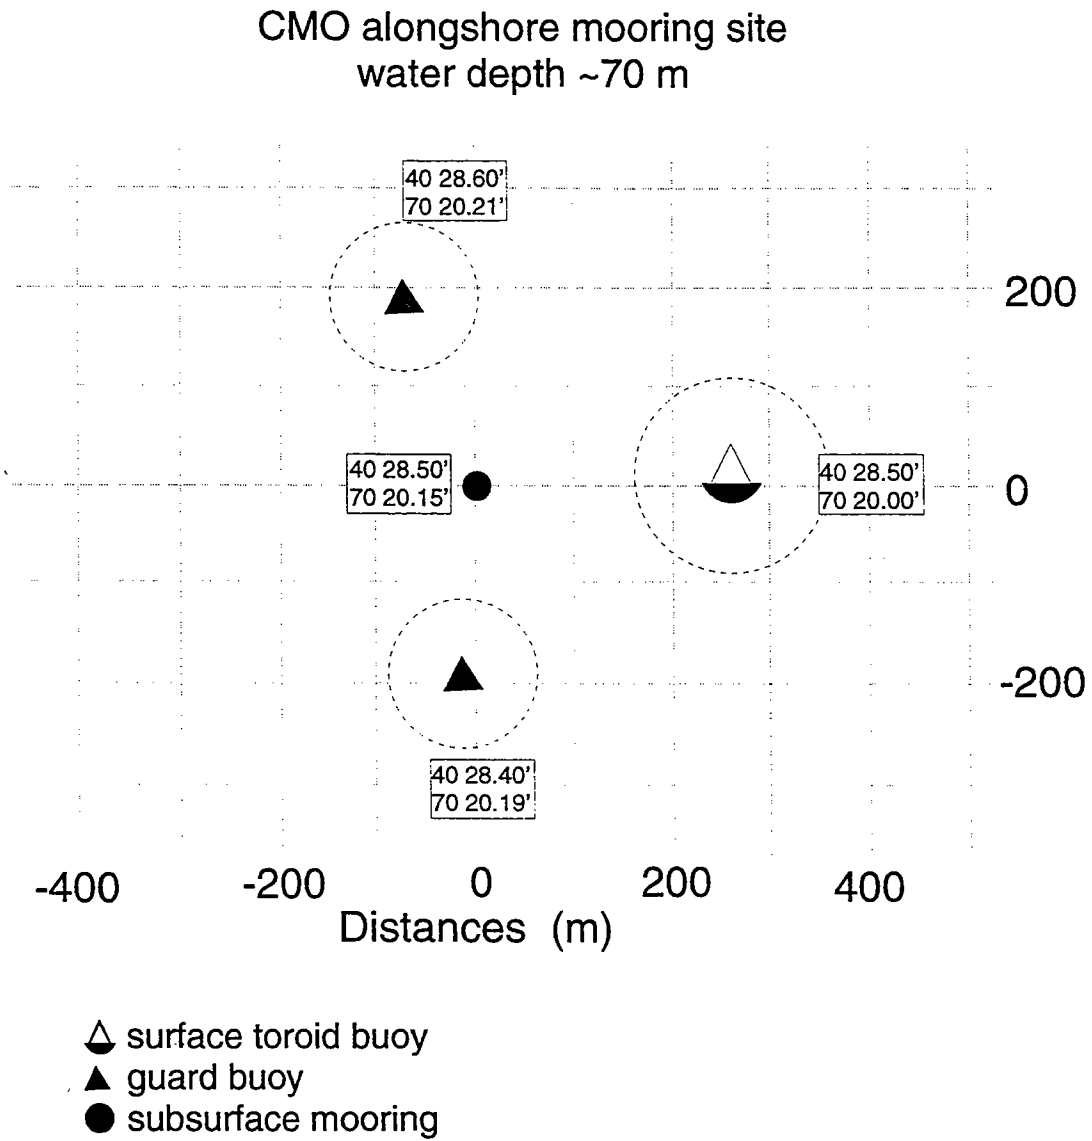 CMO alongshore mooring site
water depth ~70 m
40 28.60'
70 20.21'
200
40 28.50'
70 20.15'
40 28.50'
70 20.00'
0
-200
40 28.40'
70 20.19'
-400
-200
0
200
400
Distances (m)
surface toroid buoy
guard buoy
subsurface mooring